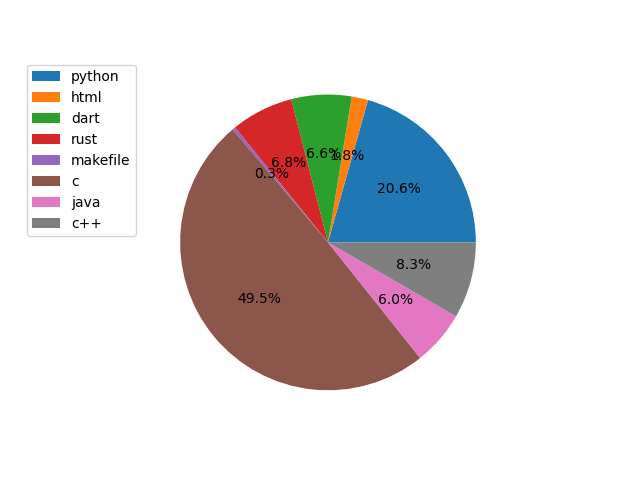 python
html
dart
rust
makefile
c
java
c++
20.6%
1.8%
6.6%
6.8%
0.3%
49.5%
6.0%
8.3%